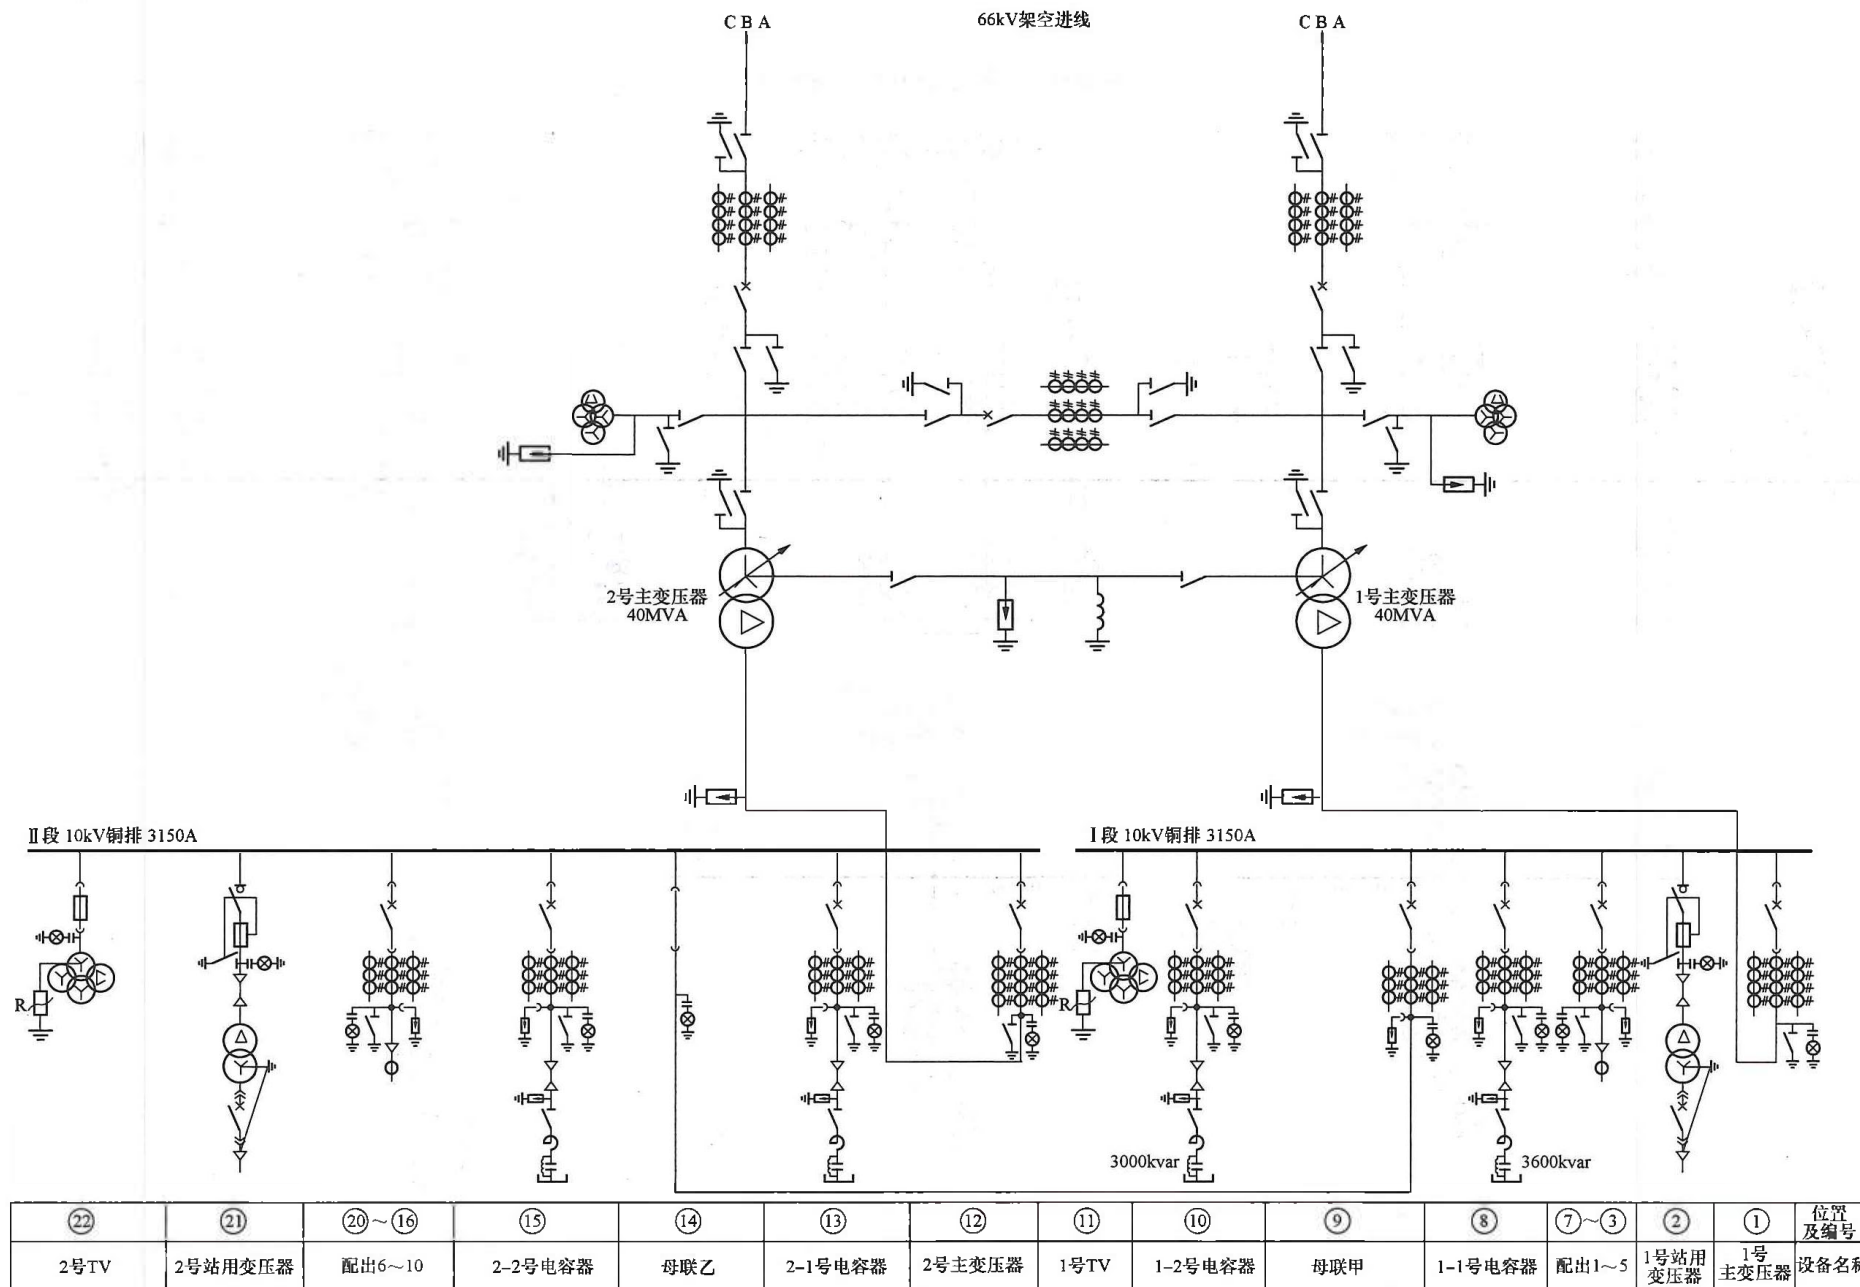 C B A
66kV架空进线
C B A
2号主变压器
40MVA
1号主变压器
40MVA
Ⅱ段 10kV铜排 3150A
Ⅰ段 10kV铜排 3150A
R
R
3000kvar
3600kvar
㉒ ㉑ ⑳～⑯ ⑮ ⑭ ⑬ ⑫ ⑪ ⑩ ⑨ ⑧ ⑦～③ ② ① 位置
及编号
2号TV 2号站用变压器 配出6～10 2-2号电容器 母联乙 2-1号电容器 2号主变压器 1号TV 1-2号电容器 母联甲 1-1号电容器 配出1～5 1号站用
变压器 1号
主变压器 设备名称